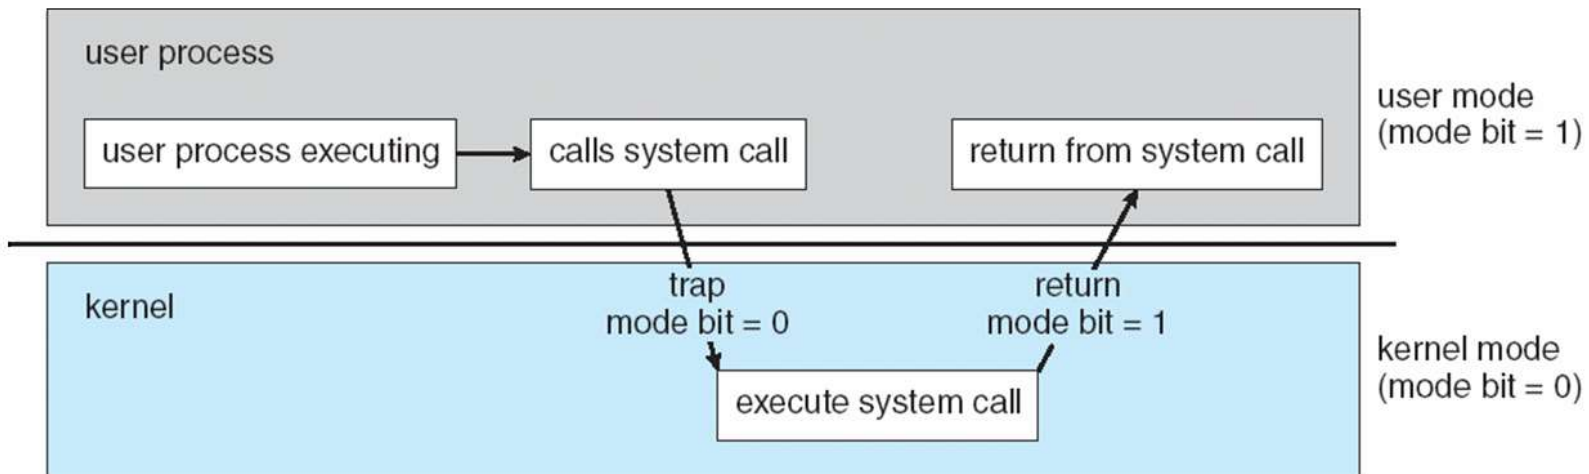 user process
user process executing
calls system call
return from system call
user mode
(mode bit = 1)
kernel
trap
mode bit = 0
return
mode bit = 1
execute system call
kernel mode
(mode bit = 0)